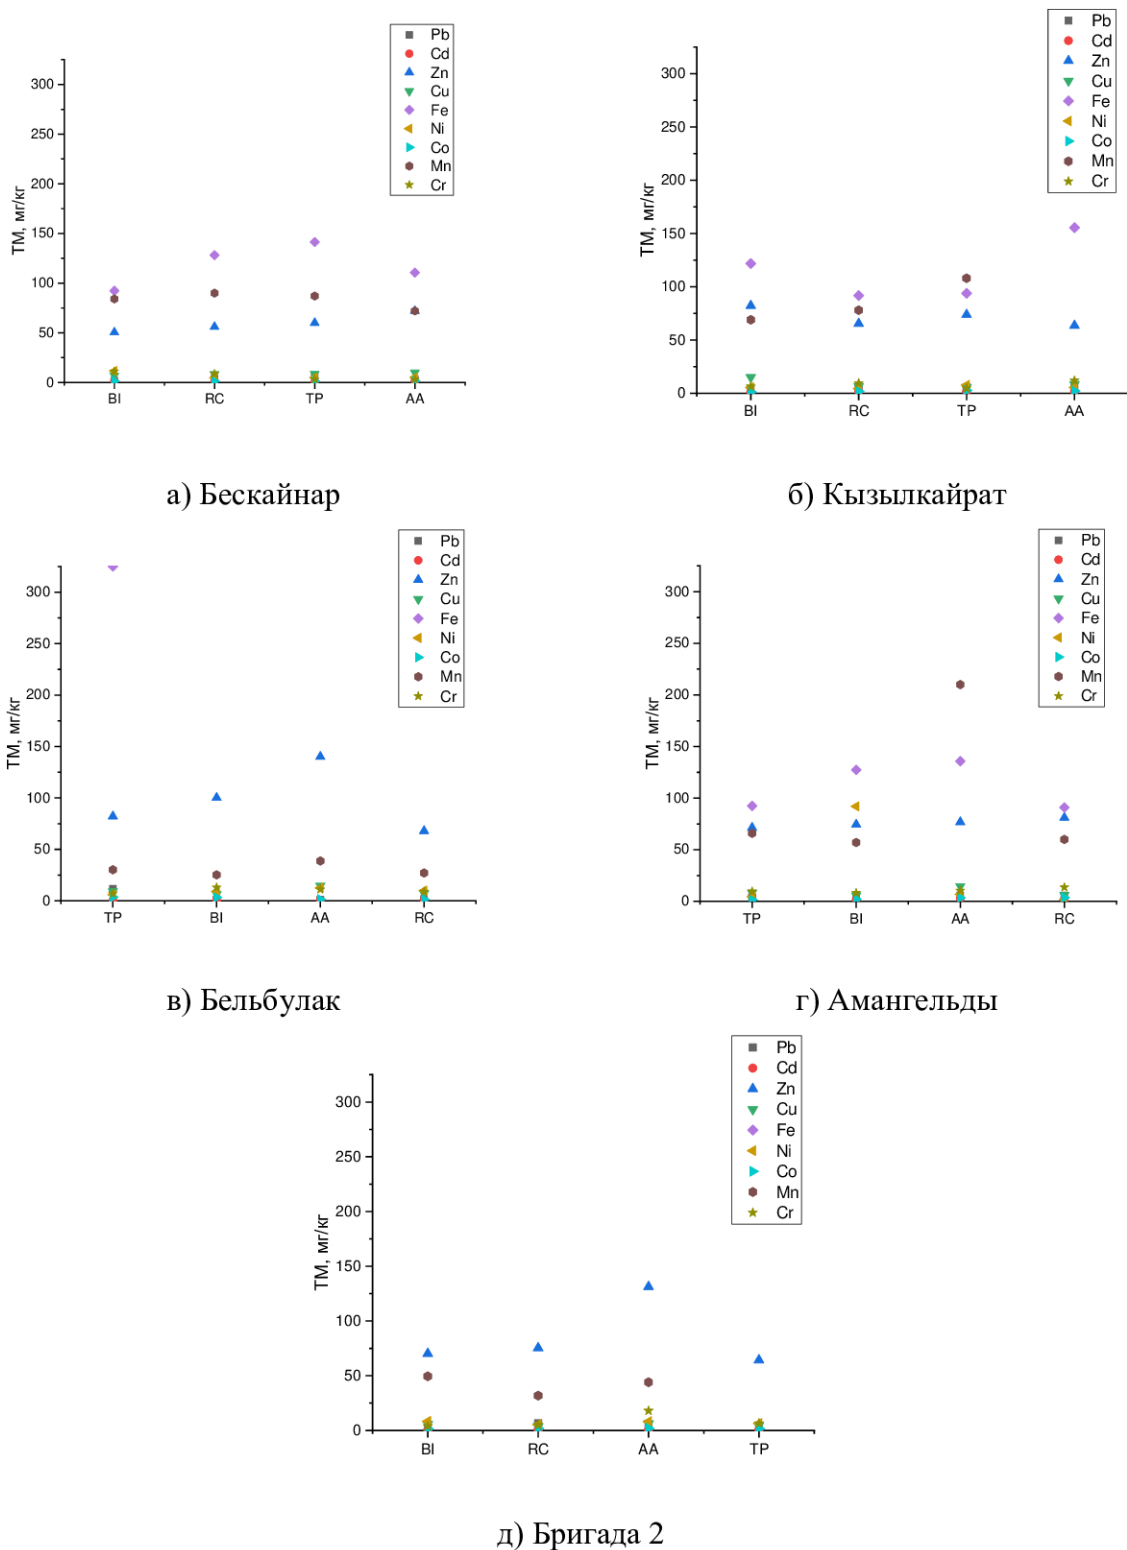 Pb
Cd
Zn
Cu
Fe
Ni
Co
Mn
Cr
ТМ, мг/кг
300
250
200
150
100
50
0
BI RC TP AA
а) Бескайнар
Pb
Cd
Zn
Cu
Fe
Ni
Co
Mn
Cr
ТМ, мг/кг
300
250
200
150
100
50
0
BI RC TP AA
б) Кызылкайрат
Pb
Cd
Zn
Cu
Fe
Ni
Co
Mn
Cr
ТМ, мг/кг
300
250
200
150
100
50
0
TP BI AA RC
в) Бельбулак
Pb
Cd
Zn
Cu
Fe
Ni
Co
Mn
Cr
ТМ, мг/кг
300
250
200
150
100
50
0
TP BI AA RC
г) Амангельды
Pb
Cd
Zn
Cu
Fe
Ni
Co
Mn
Cr
ТМ, мг/кг
300
250
200
150
100
50
0
BI RC AA TP
д) Бригада 2